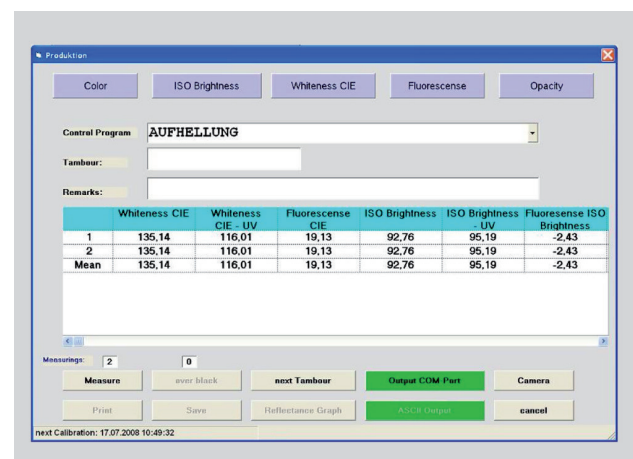 Produktion
Color ISO Brightness Whiteness CIE Fluorescense Opacity
Control Program AUFHELLUNG
Tambour:
Remarks:
Whiteness CIE Whiteness CIE - UV Fluorescense CIE ISO Brightness ISO Brightness - UV Fluoresense ISO Brightness
1 135,14 116,01 19,13 92,76 95,19 -2,43
2 135,14 116,01 19,13 92,76 95,19 -2,43
Mean 135,14 116,01 19,13 92,76 95,19 -2,43
Measurings: 2 0
Measure over black next Tambour Output COM Port Camera
Print Save Reflectance Graph ASCII Output cancel
next Calibration: 17.07.2008 10:49:32